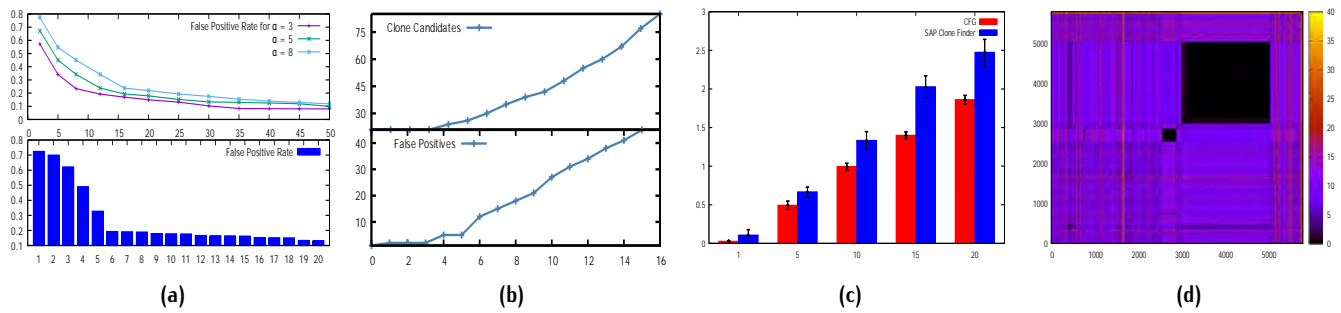 0.8
0.7
0.6
0.5
0.4
0.3
0.2
0.1
0
False Positive Rate for α = 3
α = 5
α = 8
0 5 10 15 20 25 30 35 40 45 50
0.8
0.7
0.6
0.5
0.4
0.3
0.2
0.1
False Positive Rate
1 2 3 4 5 6 7 8 9 10 11 12 13 14 15 16 17 18 19 20
(a)
Clone Candidates
75
60
45
30
False Positives
40
30
20
10
0 2 4 6 8 10 12 14 16
(b)
3
2.5
2
1.5
1
0.5
0
CFG
SAP Clone Finder
1 5 10 15 20
(c)
5000
4000
3000
2000
1000
0
0 1000 2000 3000 4000 5000
40
35
30
25
20
15
10
5
0
(d)